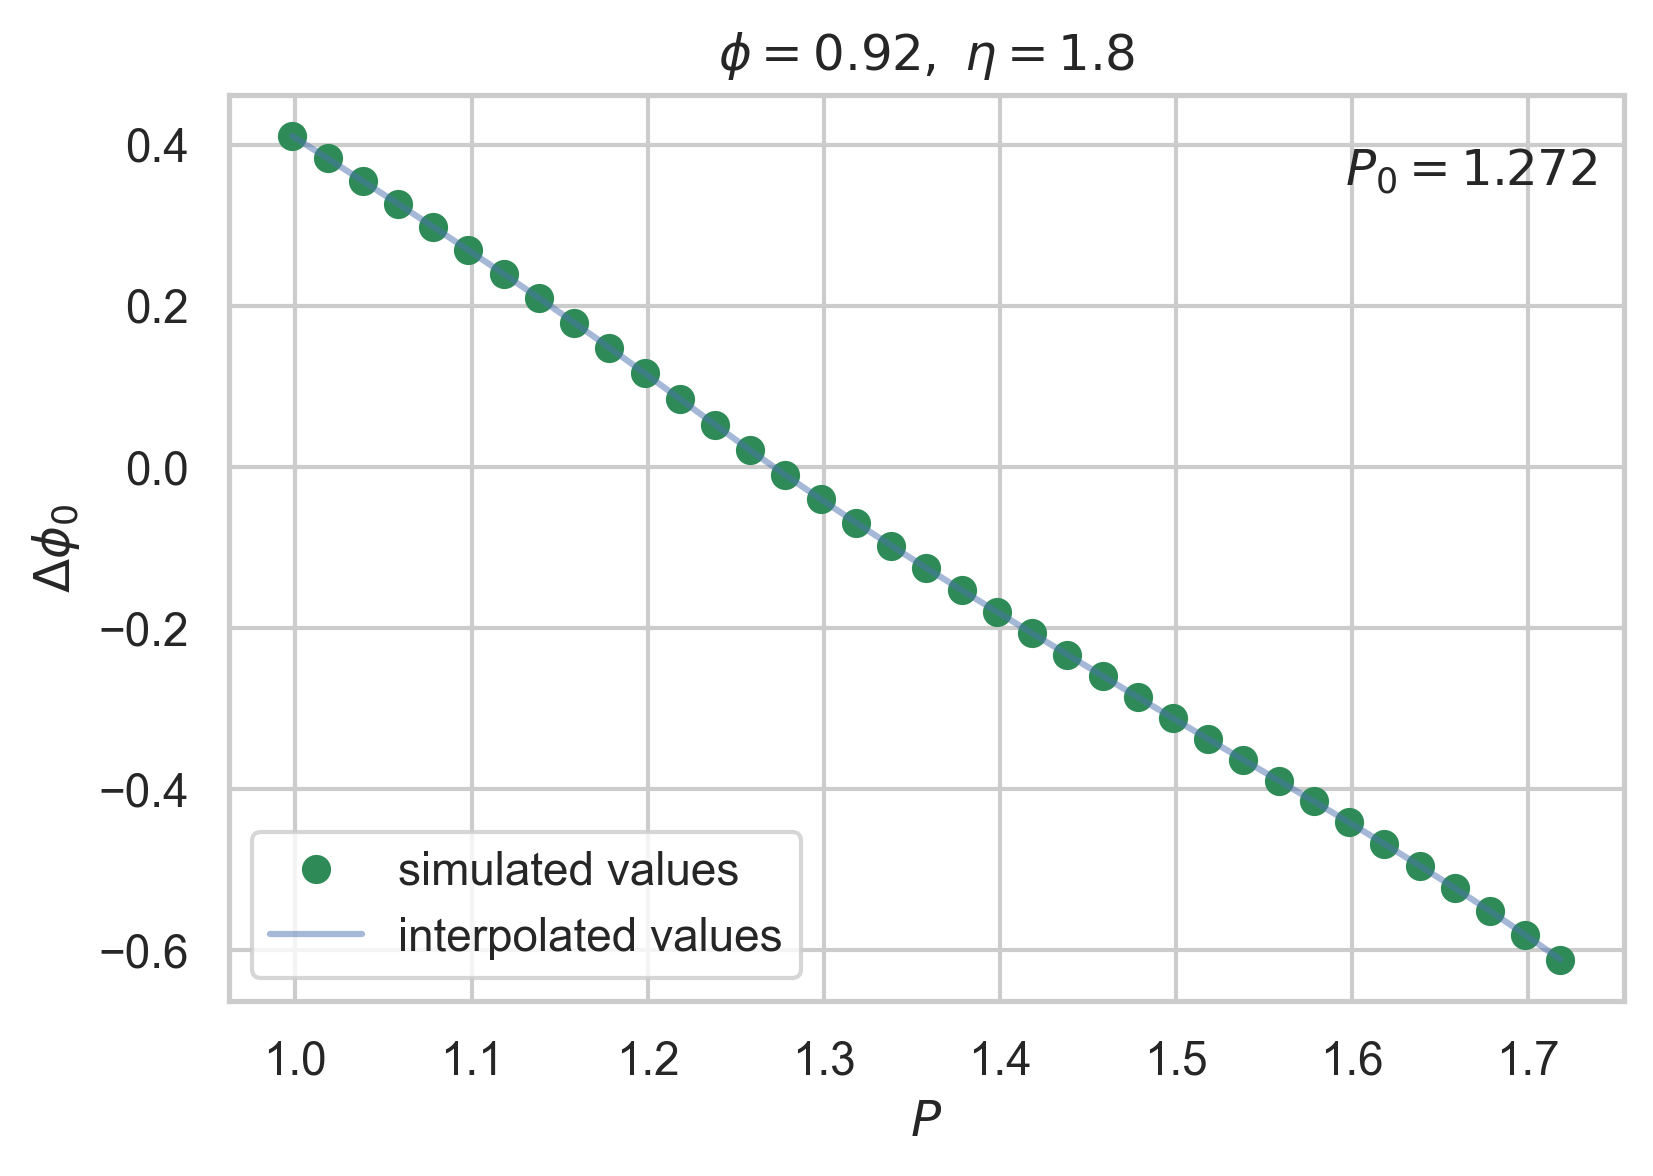 ϕ = 0.92, η = 1.8
P₀ = 1.272
0.4
0.2
0.0
−0.2
−0.4
−0.6
Δϕ₀
simulated values
interpolated values
1.0 1.1 1.2 1.3 1.4 1.5 1.6 1.7
P